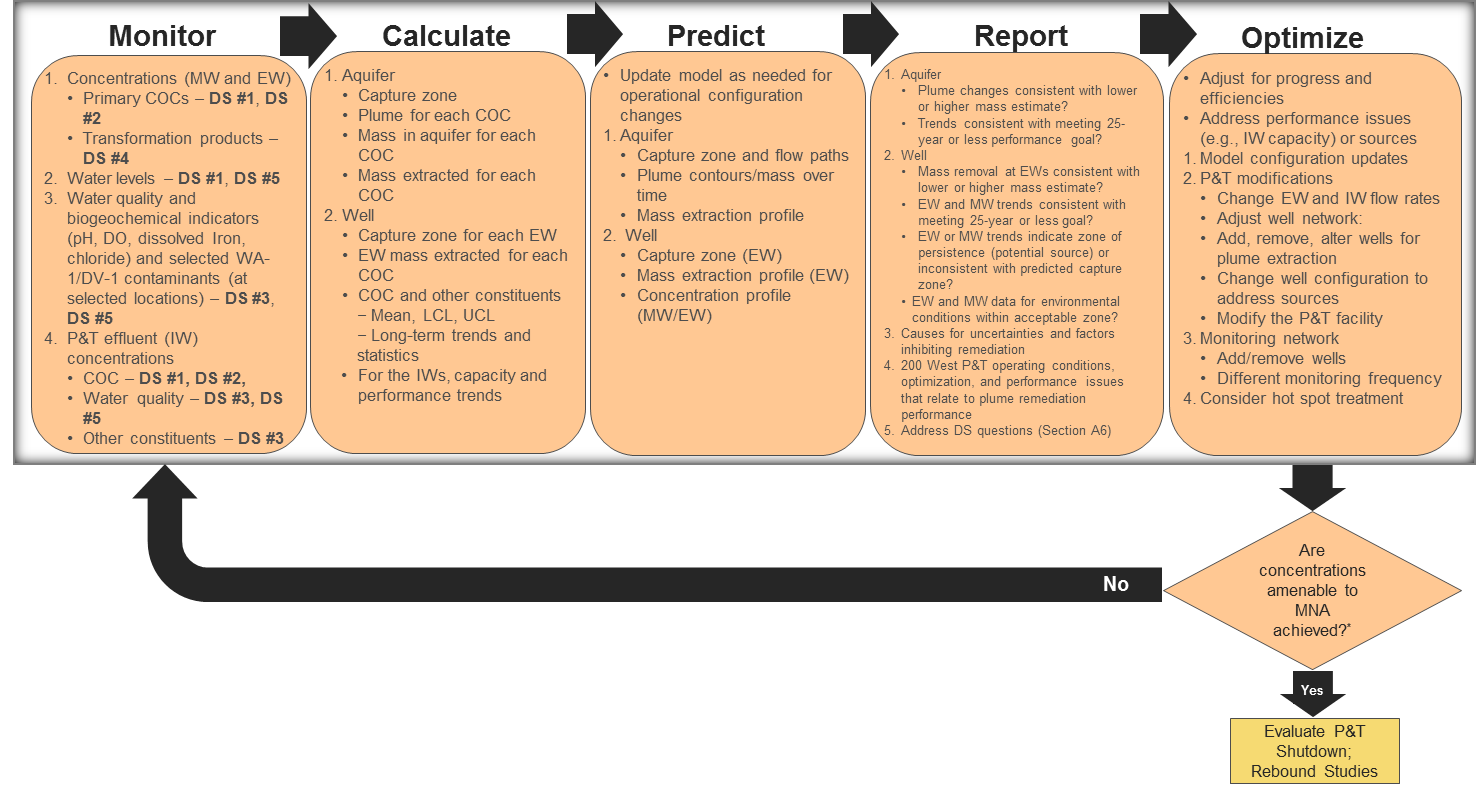 Monitor
1. Concentrations (MW and EW)
• Primary COCs – DS #1, DS
#2
• Transformation products –
DS #4
2. Water levels – DS #1, DS #5
3. Water quality and
biogeochemical indicators
(pH, DO, dissolved Iron,
chloride) and selected WA-
1/DV-1 contaminants (at
selected locations) – DS #3,
DS #5
4. P&T effluent (IW)
concentrations
• COC – DS #1, DS #2,
• Water quality – DS #3, DS
#5
• Other constituents – DS #3
Calculate
1. Aquifer
• Capture zone
• Plume for each COC
• Mass in aquifer for each
COC
• Mass extracted for each
COC
2. Well
• Capture zone for each EW
• EW mass extracted for each
COC
• COC and other constituents
– Mean, LCL, UCL
– Long-term trends and
statistics
• For the IWs, capacity and
performance trends
Predict
• Update model as needed for
operational configuration
changes
1. Aquifer
• Capture zone and flow paths
• Plume contours/mass over
time
• Mass extraction profile
2. Well
• Capture zone (EW)
• Mass extraction profile (EW)
• Concentration profile
(MW/EW)
Report
1. Aquifer
• Plume changes consistent with lower
or higher mass estimate?
• Trends consistent with meeting 25-
year or less performance goal?
2. Well
• Mass removal at EWs consistent with
lower or higher mass estimate?
• EW and MW trends consistent with
meeting 25-year or less goal?
• EW or MW trends indicate zone of
persistence (potential source) or
inconsistent with predicted capture
zone?
• EW and MW data for environmental
conditions within acceptable zone?
3. Causes for uncertainties and factors
inhibiting remediation
4. 200 West P&T operating conditions,
optimization, and performance issues
that relate to plume remediation
performance
5. Address DS questions (Section A6)
Optimize
• Adjust for progress and
efficiencies
• Address performance issues
(e.g., IW capacity) or sources
1. Model configuration updates
2. P&T modifications
• Change EW and IW flow rates
• Adjust well network:
• Add, remove, alter wells for
plume extraction
• Change well configuration to
address sources
• Modify the P&T facility
3. Monitoring network
• Add/remove wells
• Different monitoring frequency
4. Consider hot spot treatment
Are
concentrations
amenable to
MNA
achieved?*
No
Yes
Evaluate P&T
Shutdown;
Rebound Studies